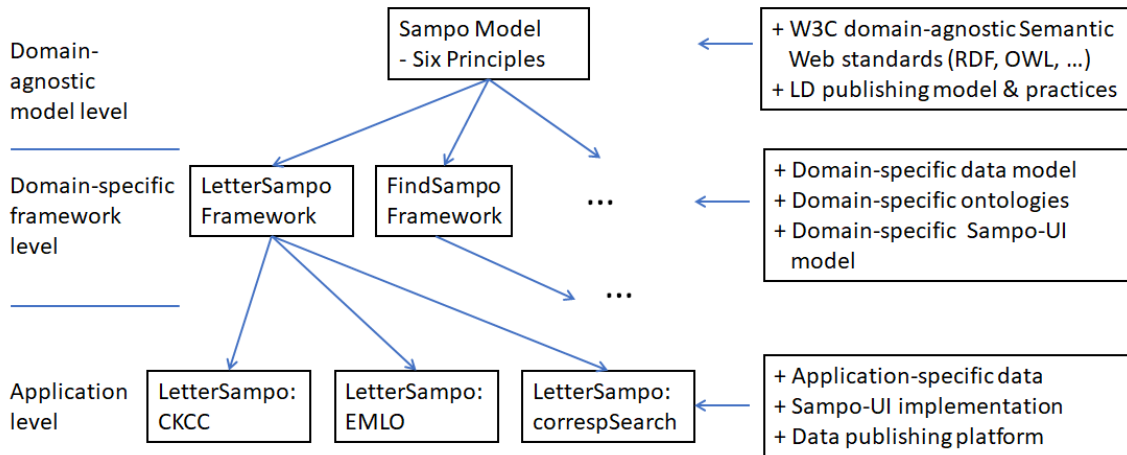 Domain-
agnostic
model level
Sampo Model
- Six Principles
+ W3C domain-agnostic Semantic
Web standards (RDF, OWL, ...)
+ LD publishing model & practices
Domain-specific
framework
level
LetterSampo
Framework
FindSampo
Framework
...
+ Domain-specific data model
+ Domain-specific ontologies
+ Domain-specific Sampo-UI
model
...
Application
level
LetterSampo:
CKCC
LetterSampo:
EMLO
LetterSampo:
correspSearch
+ Application-specific data
+ Sampo-UI implementation
+ Data publishing platform